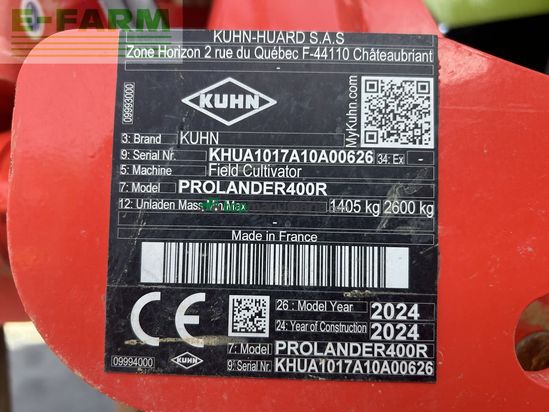 E-FARM
KUHN-HUARD S.A.S
Zone Horizon 2 rue du Québec F-44110 Châteaubriant
09993000
KUHN
MyKuhn.com
3: Brand KUHN
9: Serial Nr. KHUA1017A10A00626 34: Ex -
5: Machine Field Cultivator
7: Model PROLANDER400R
12: Unladen Mass Min Max 1405 kg 2600 kg
-
Made in France
26 : Model Year 2024
24: Year of Construction 2024
CE
7: Model PROLANDER400R
09994000
KUHN
9: Serial Nr. KHUA1017A10A00626